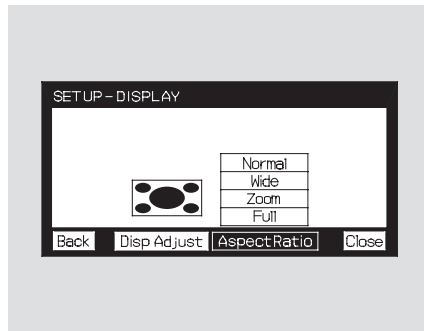 SETUP-DISPLAY
Normal
Wide
Zoom
Full
Back Disp Adjust AspectRatio Close